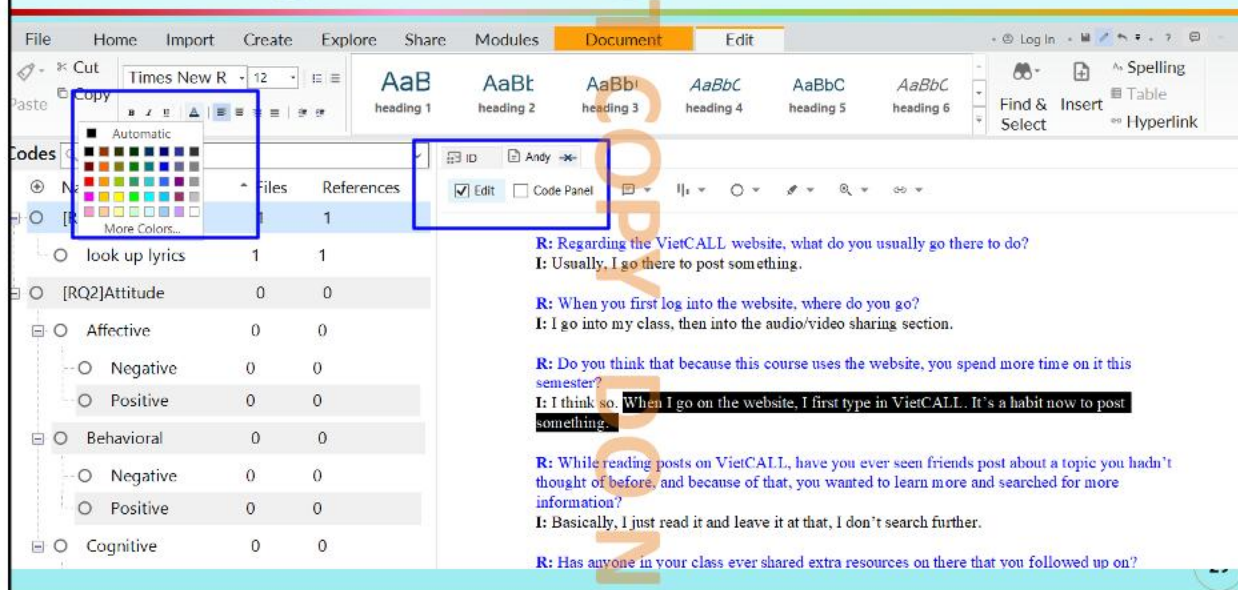 File Home Import Create Explore Share Modules Document Edit Log In ?
Cut
Copy
Paste
Times New R 12
B I U A
AaB AaBb AaBb AaBbC AaBbC AaBbC
heading 1 heading 2 heading 3 heading 4 heading 5 heading 6
Find & Select
Insert
Spelling
Table
Hyperlink
Automatic
More Colors...
Codes
Files References
1 1
look up lyrics 1 1
[RQ2]Attitude 0 0
Affective 0 0
Negative 0 0
Positive 0 0
Behavioral 0 0
Negative 0 0
Positive 0 0
Cognitive 0 0
ID Andy
Edit Code Panel
R: Regarding the VietCALL website, what do you usually go there to do?
I: Usually, I go there to post something.
R: When you first log into the website, where do you go?
I: I go into my class, then into the audio/video sharing section.
R: Do you think that because this course uses the website, you spend more time on it this
semester?
I: I think so. When I go on the website, I first type in VietCALL. It's a habit now to post
something.
R: While reading posts on VietCALL, have you ever seen friends post about a topic you hadn't
thought of before, and because of that, you wanted to learn more and searched for more
information?
I: Basically, I just read it and leave it at that, I don't search further.
R: Has anyone in your class ever shared extra resources on there that you followed up on?
COPY DON